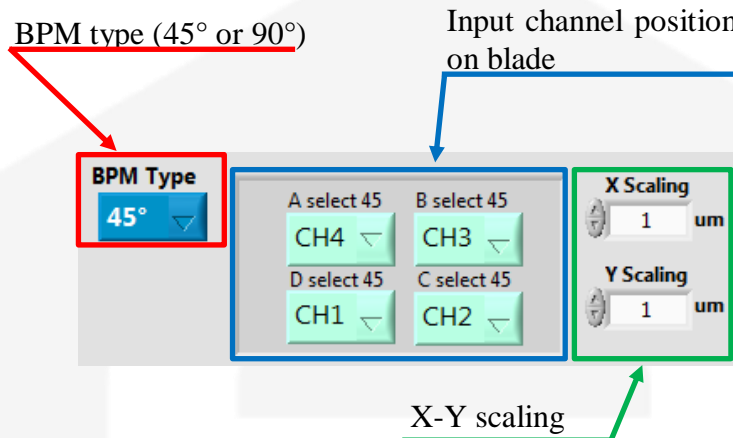 BPM type (45° or 90°)
Input channel position
on blade
BPM Type
45°
A select 45 B select 45
CH4 CH3
D select 45 C select 45
CH1 CH2
X Scaling
1 um
Y Scaling
1 um
X-Y scaling